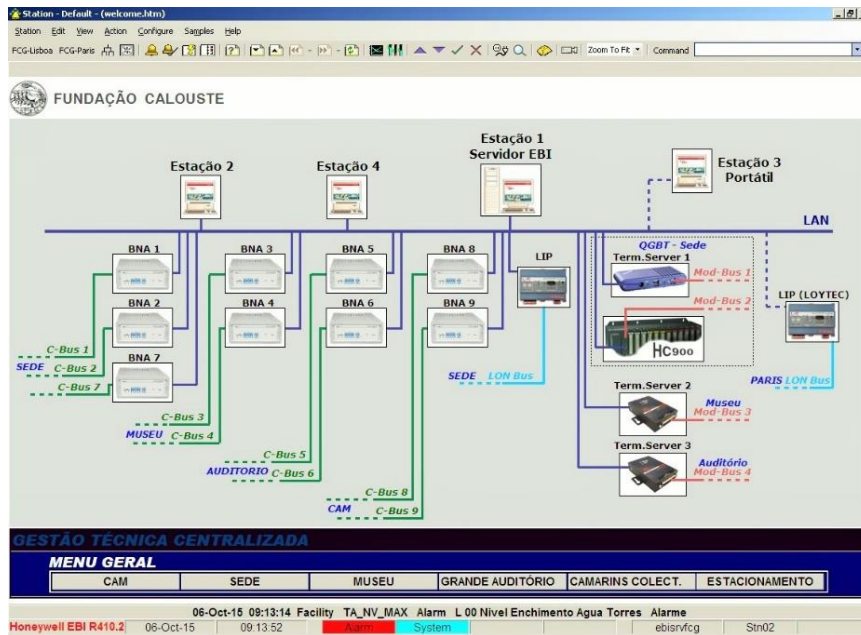 Station - Default - (welcome.htm)
Station Edit View Action Configure Samples Help
FCG-Lisboa FCG-Paris Zoom To Fit Command
FUNDAÇÃO CALOUSTE
Estação 1
Servidor EBI
Estação 2
Estação 4
Estação 3
Portátil
LAN
BNA 1
BNA 3
BNA 5
BNA 8
LIP
QGBT - Sede
Term.Server 1
Mod-Bus 1
Mod-Bus 2
LIP (LOYTEC)
BNA 2
BNA 4
BNA 6
BNA 9
HC900
C-Bus 1
SEDE C-Bus 2
C-Bus 7
BNA 7
SEDE LON Bus
PARIS LON Bus
Term.Server 2
Museu
Mod-Bus 3
C-Bus 3
MUSEU C-Bus 4
Term.Server 3
Auditório
Mod-Bus 4
C-Bus 5
AUDITORIO C-Bus 6
C-Bus 8
CAM C-Bus 9
GESTÃO TÉCNICA CENTRALIZADA
MENU GERAL
CAM SEDE MUSEU GRANDE AUDITÓRIO CAMARINS COLECT. ESTACIONAMENTO
06-Oct-15 09:13:14 Facility TA_NV_MAX Alarm L 00 Nivel Enchimento Agua Torres Alarme
Honeywell EBI R410.2 06-Oct-15 09:13:52 Alarm System ebisrvfcg Stn02